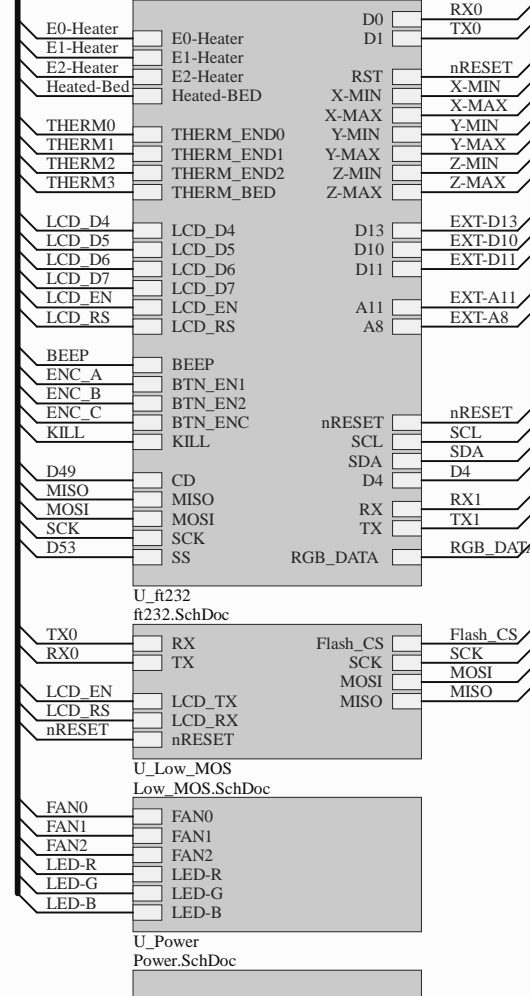 D0 RX0
E0-Heater E0-Heater D1 TX0
E1-Heater E1-Heater
E2-Heater E2-Heater RST nRESET
Heated-Bed Heated-BED X-MIN X-MIN
X-MAX X-MAX
THERM0 THERM_END0 Y-MIN Y-MIN
THERM1 THERM_END1 Y-MAX Y-MAX
THERM2 THERM_END2 Z-MIN Z-MIN
THERM3 THERM_BED Z-MAX Z-MAX
LCD_D4 LCD_D4 D13 EXT-D13
LCD_D5 LCD_D5 D10 EXT-D10
LCD_D6 LCD_D6 D11 EXT-D11
LCD_D7 LCD_D7
LCD_EN LCD_EN A11 EXT-A11
LCD_RS LCD_RS A8 EXT-A8
BEEP BEEP
ENC_A BTN_EN1
ENC_B BTN_EN2
ENC_C BTN_ENC nRESET nRESET
KILL KILL SCL SCL
SDA SDA
D49 CD D4 D4
MISO MISO
MOSI MOSI RX RX1
SCK SCK TX TX1
D53 SS RGB_DATA RGB_DATA
U_ft232
ft232.SchDoc
TX0 RX Flash_CS Flash_CS
RX0 TX SCK SCK
MOSI MOSI
LCD_EN LCD_TX MISO MISO
LCD_RS LCD_RX
nRESET nRESET
U_Low_MOS
Low_MOS.SchDoc
FAN0 FAN0
FAN1 FAN1
FAN2 FAN2
LED-R LED-R
LED-G LED-G
LED-B LED-B
U_Power
Power.SchDoc